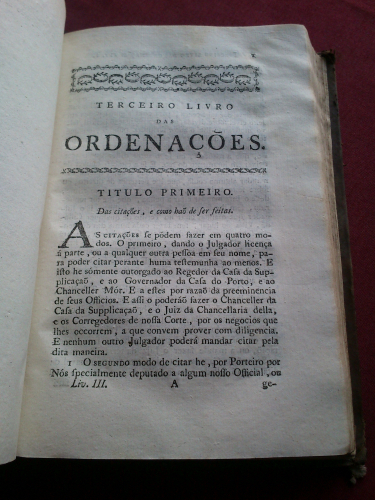 TERCEIRO LIVRO
DAS
ORDENAÇÕES.
TITULO PRIMEIRO.
Das citações, e como haõ de ser feitas.
AS CITAÇÕES se pódem fazer em quatro mo-
dos. O primeiro, dando o Julgador licença
á parte, ou a qualquer outra pessoa em seu nome, pa-
ra poder citar perante huma testemunha ao menos. E
isto he sómente outorgado ao Regedor da Casa da Sup-
plicaçaõ, e ao Governador da Casa do Porto, e ao
Chanceller Mór. E a estes por razaõ da preeminencia
de seus Officios. E assi o poderáõ fazer o Chanceller da
Casa da Supplicaçaõ, e o Juiz da Chancellaria della,
e os Corregedores de nossa Corte, por os negocios que
lhes occorrem, a que convem prover com diligencia.
E nenhum outro Julgador poderá mandar citar pela
dita maneira.
1 O SEGUNDO modo de citar he, por Porteiro por
Nós specialmente deputado a algum nosso Official, ou
Liv. III. A ge-